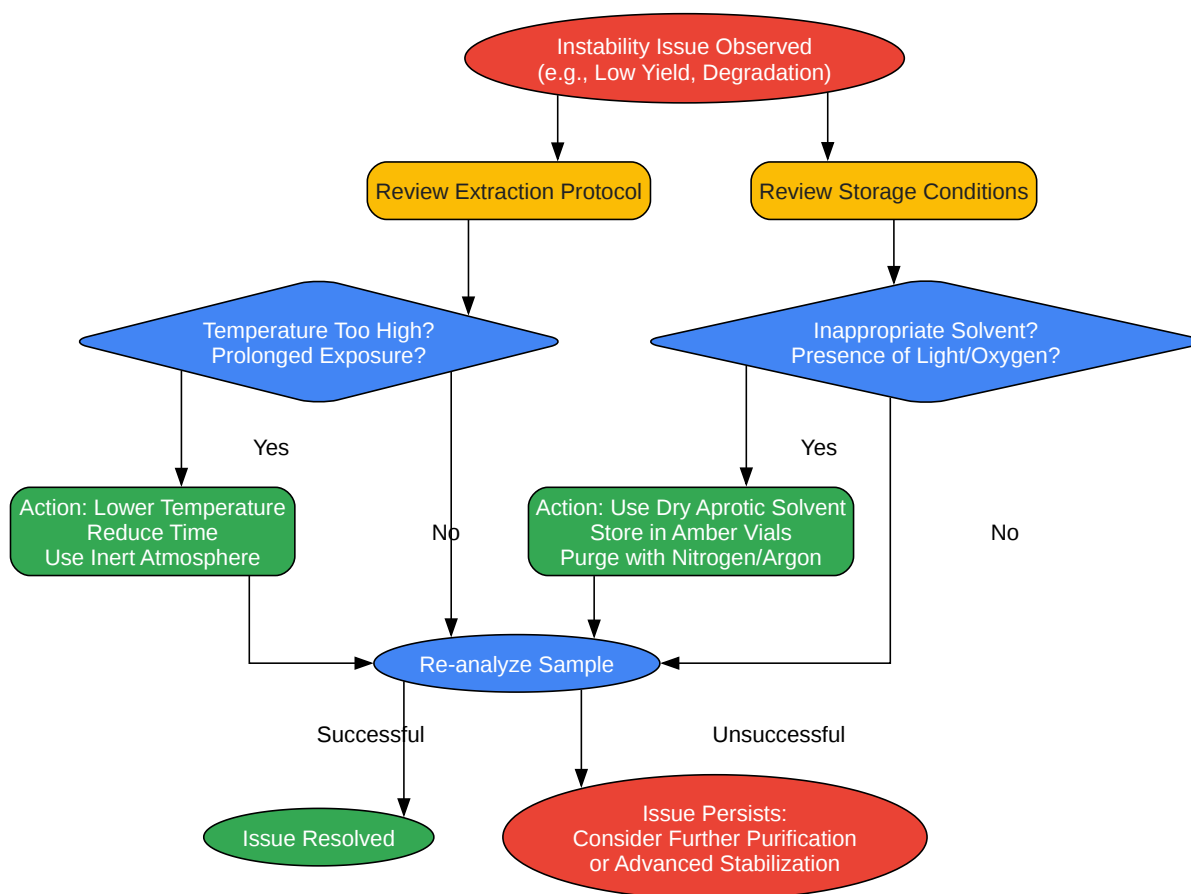 Instability Issue Observed
(e.g., Low Yield, Degradation)
Review Extraction Protocol
Review Storage Conditions
Temperature Too High?
Prolonged Exposure?
Inappropriate Solvent?
Presence of Light/Oxygen?
Yes
Yes
Action: Lower Temperature
Reduce Time
Use Inert Atmosphere
No
Action: Use Dry Aprotic Solvent
Store in Amber Vials
Purge with Nitrogen/Argon
No
Re-analyze Sample
Successful
Unsuccessful
Issue Resolved
Issue Persists:
Consider Further Purification
or Advanced Stabilization